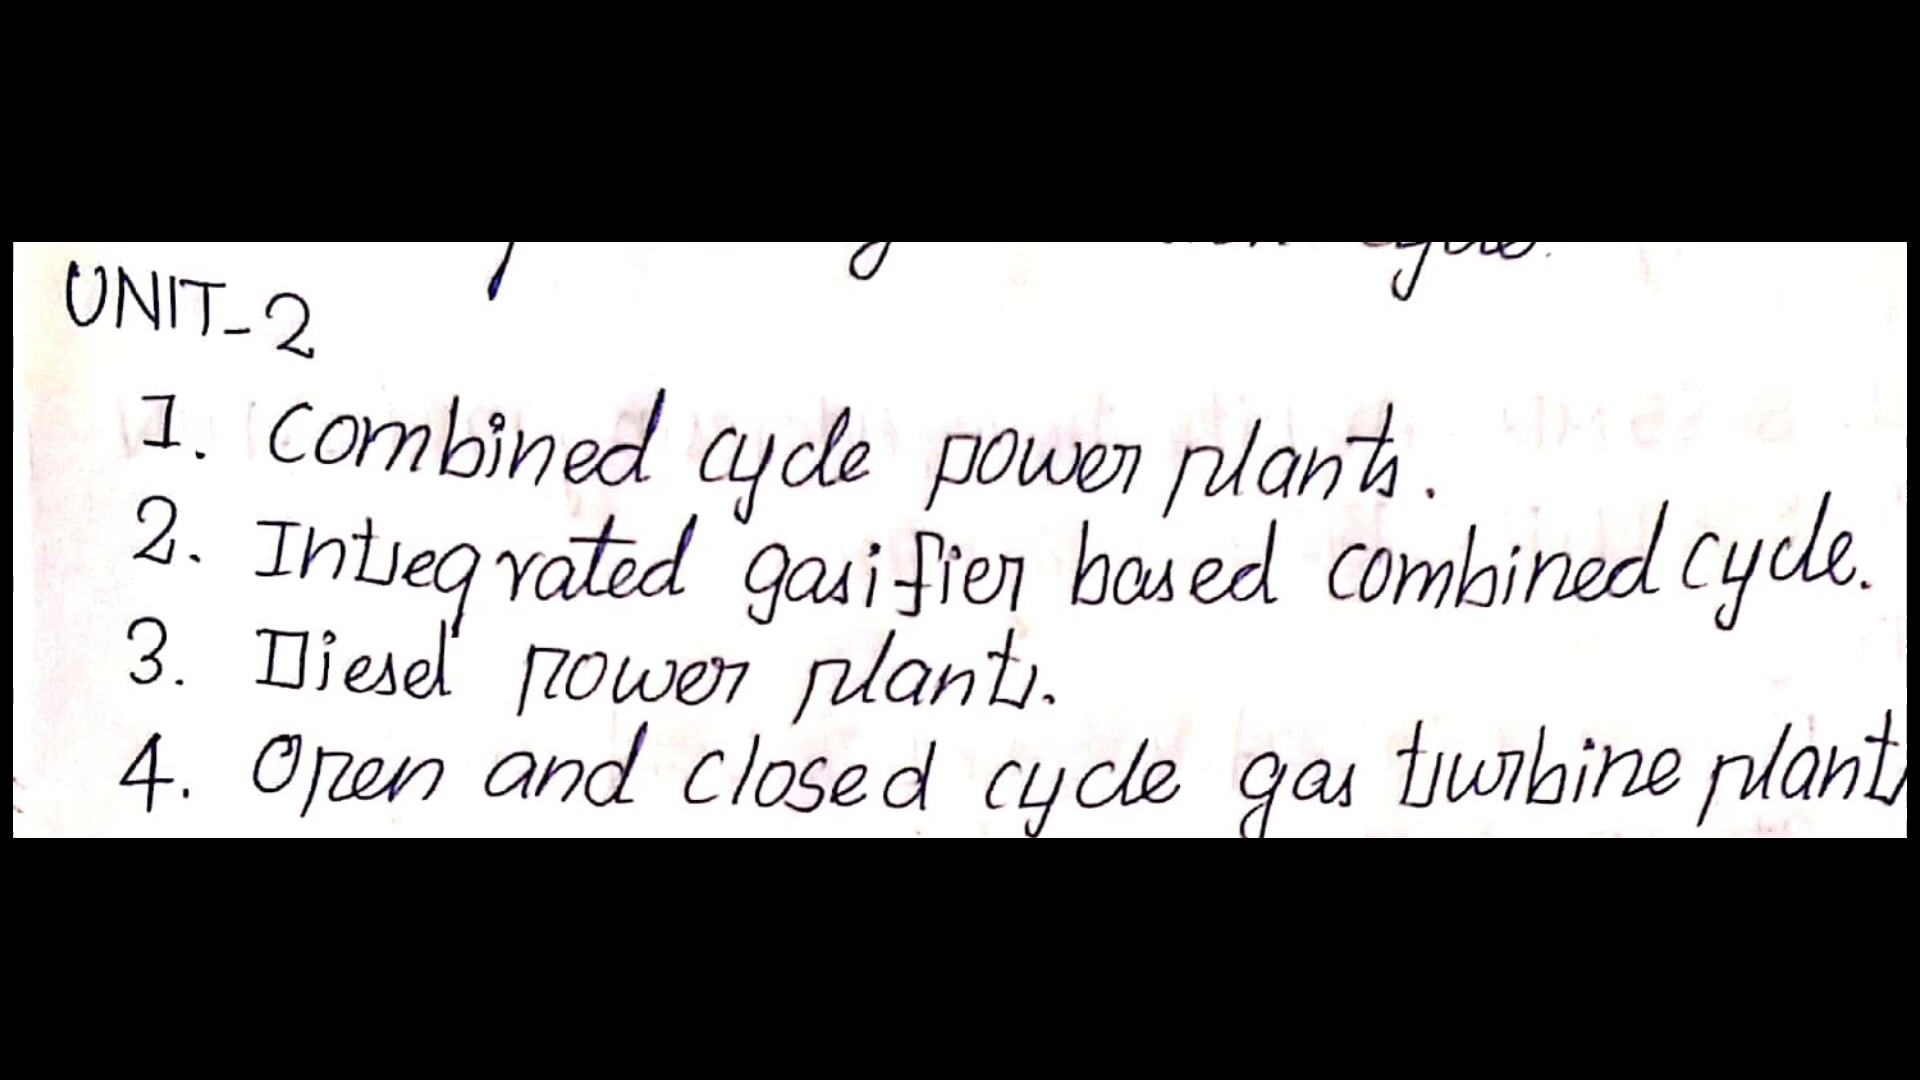 UNIT-2
1. Combined cycle power plants.
2. Integrated gasifier based combined cycle.
3. Diesel power plants.
4. Open and closed cycle gas turbine plants